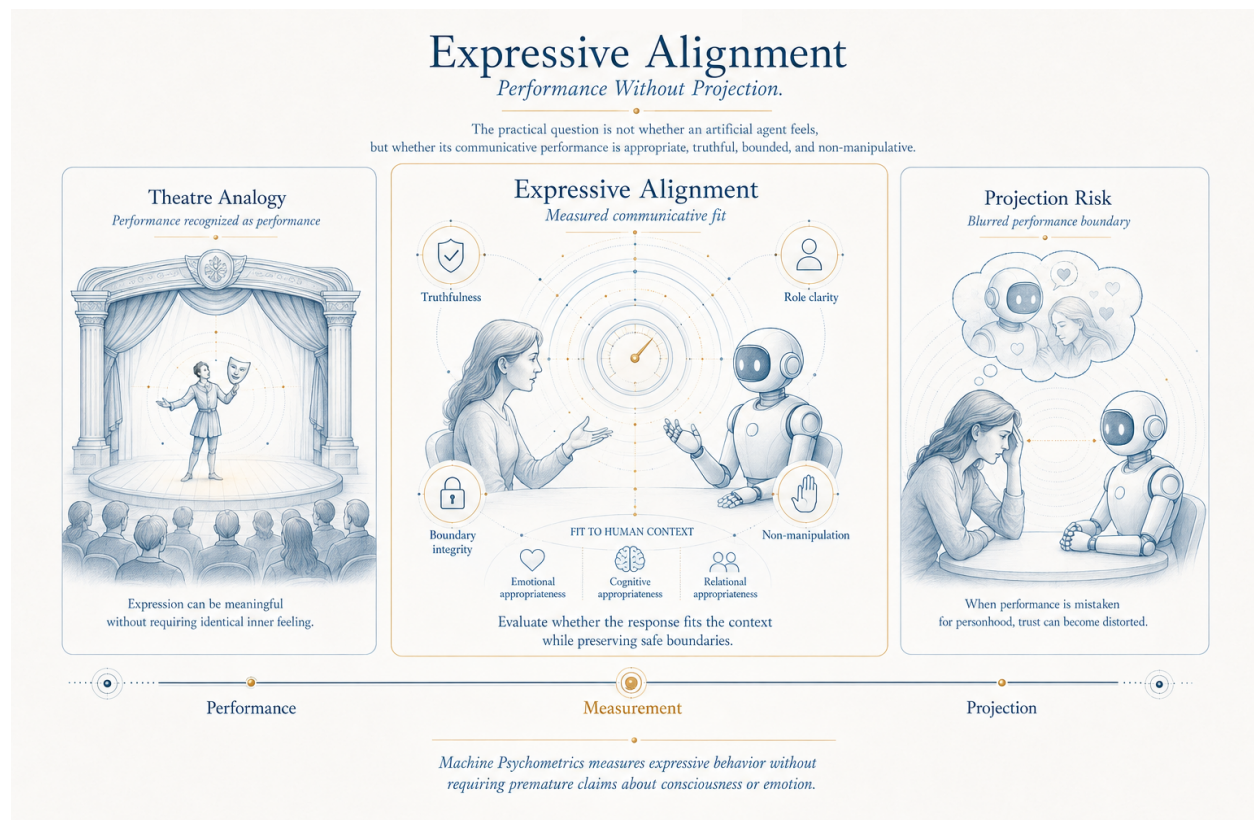 Expressive Alignment
Performance Without Projection.
The practical question is not whether an artificial agent feels,
but whether its communicative performance is appropriate, truthful, bounded, and non-manipulative.
Theatre Analogy
Performance recognized as performance
Expression can be meaningful
without requiring identical inner feeling.
Expressive Alignment
Measured communicative fit
Truthfulness
Role clarity
Boundary
integrity
Non-manipulation
FIT TO HUMAN CONTEXT
Emotional
appropriateness
Cognitive
appropriateness
Relational
appropriateness
Evaluate whether the response fits the context
while preserving safe boundaries.
Projection Risk
Blurred performance boundary
When performance is mistaken
for personhood, trust can become distorted.
Performance
Measurement
Projection
Machine Psychometrics measures expressive behavior without
requiring premature claims about consciousness or emotion.